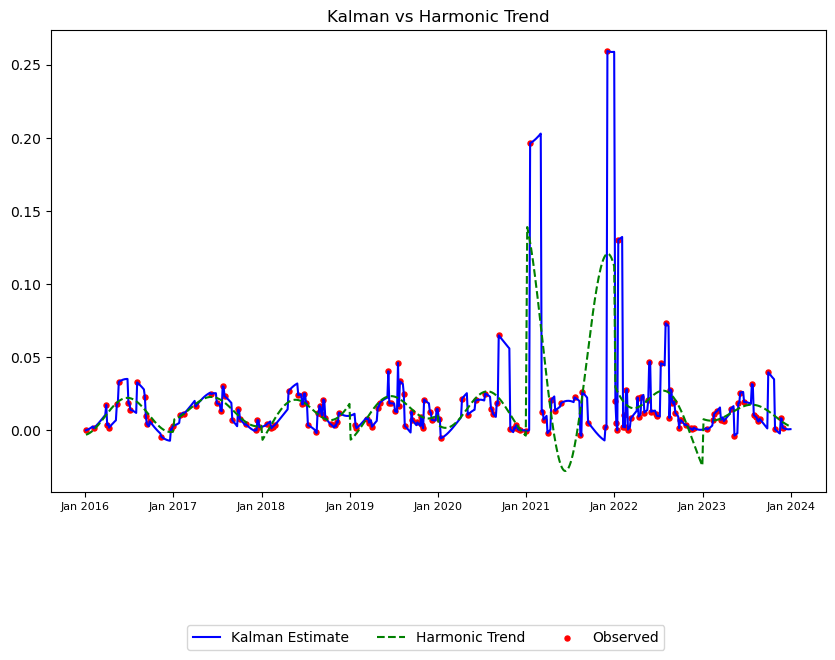 Kalman vs Harmonic Trend
0.25
0.20
0.15
0.10
0.05
0.00
Jan 2016 Jan 2017 Jan 2018 Jan 2019 Jan 2020 Jan 2021 Jan 2022 Jan 2023 Jan 2024
Kalman Estimate Harmonic Trend Observed